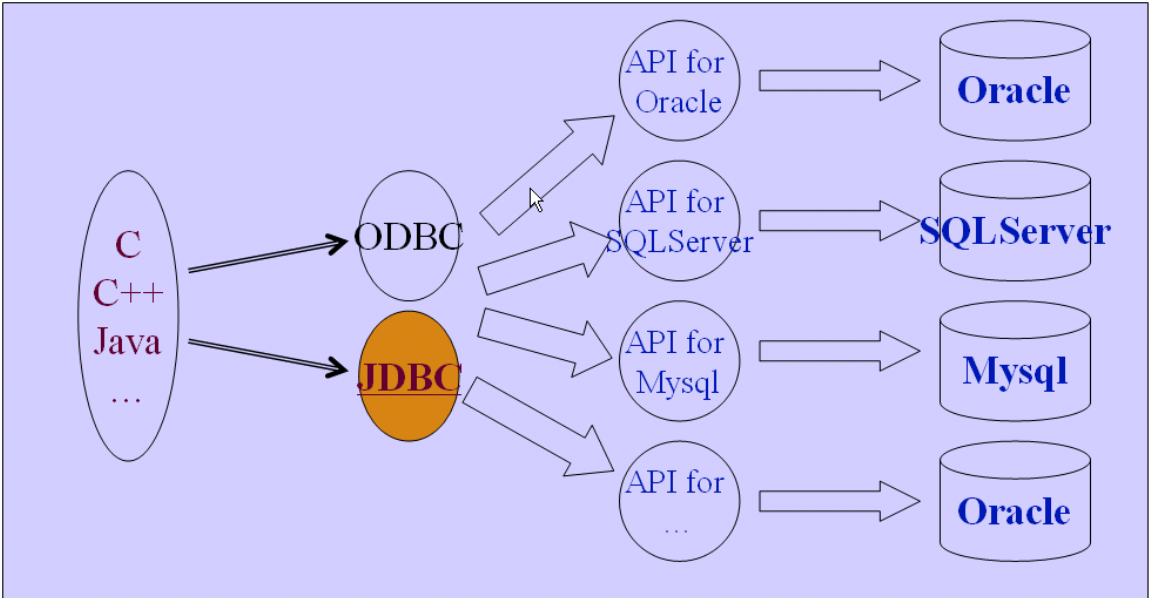 C
C++
Java
…
ODBC
JDBC
API for
Oracle
API for
SQLServer
API for
Mysql
API for
…
Oracle
SQLServer
Mysql
Oracle